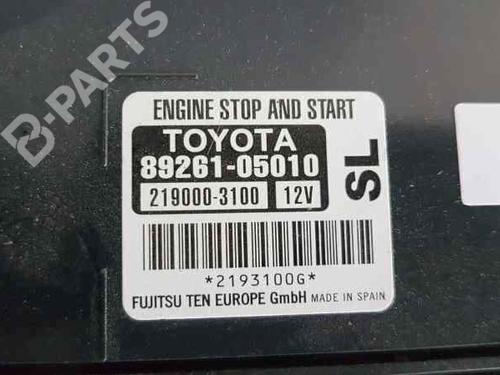 B-PARTS
ENGINE STOP AND START
TOYOTA
89261-05010
219000-3100 12V
SL
*2193100G*
FUJITSU TEN EUROPE GmbH MADE IN SPAIN